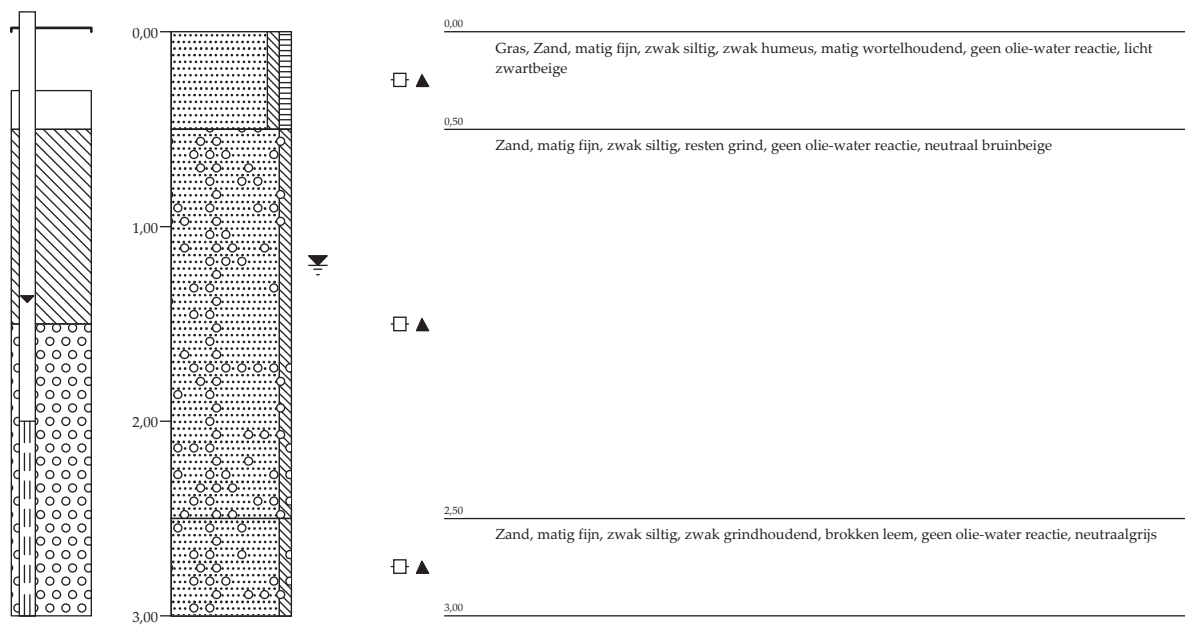 0,00
0,00
Gras, Zand, matig fijn, zwak siltig, zwak humeus, matig wortelhoudend, geen olie-water reactie, licht
zwartbeige
0,50
Zand, matig fijn, zwak siltig, resten grind, geen olie-water reactie, neutraal bruinbeige
1,00
2,00
2,50
Zand, matig fijn, zwak siltig, zwak grindhoudend, brokken leem, geen olie-water reactie, neutraalgrijs
3,00
3,00